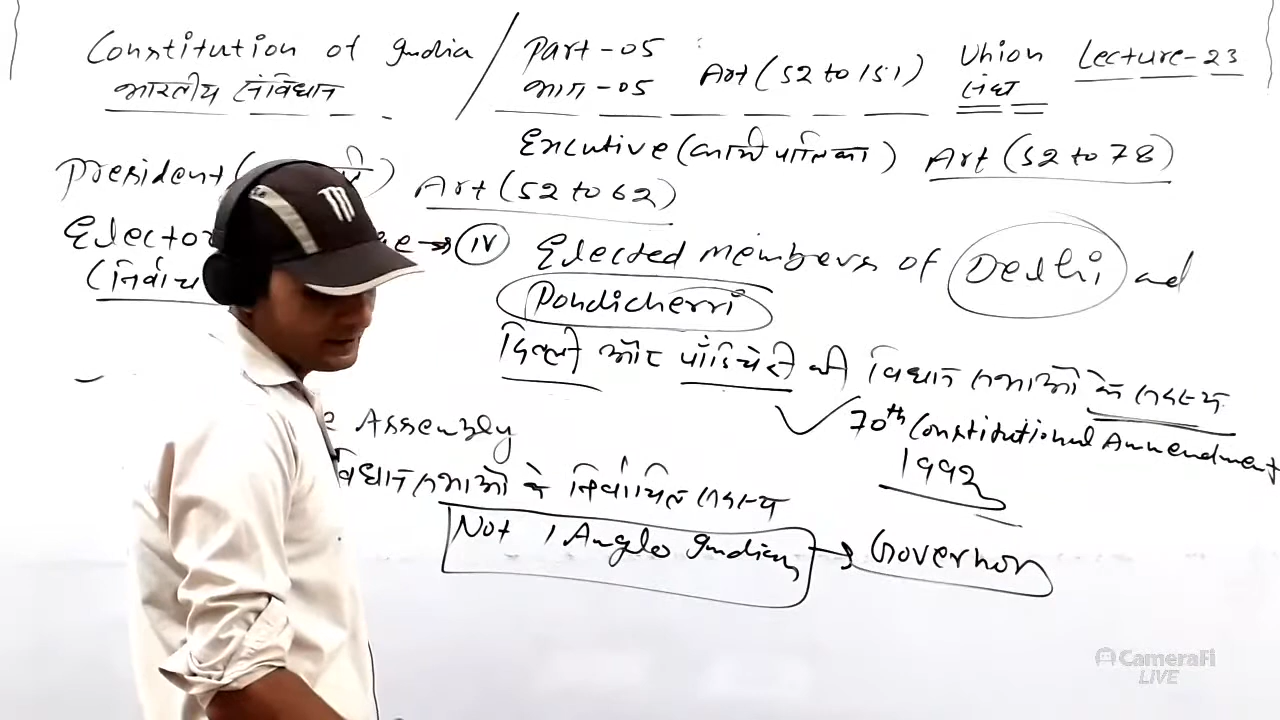 Constitution of India / Part-05 Art (52 to 151) Union Lecture-23
भारतीय संविधान भाग-05 संघ
Executive (कार्यपालिका) Art (52 to 78)
President ( Art (52 to 62)
Elector → (IV) Elected members of Delhi and
(निर्वाच Pondicherri
दिल्ली और पांडिचेरी की विधान सभाओं के सदस्य
70th Constitutional Ammendment
1992
e Assembly
विधान सभाओं के निर्वाचित सदस्य
Not 1 Anglo Indian → Governor
CameraFi
LIVE